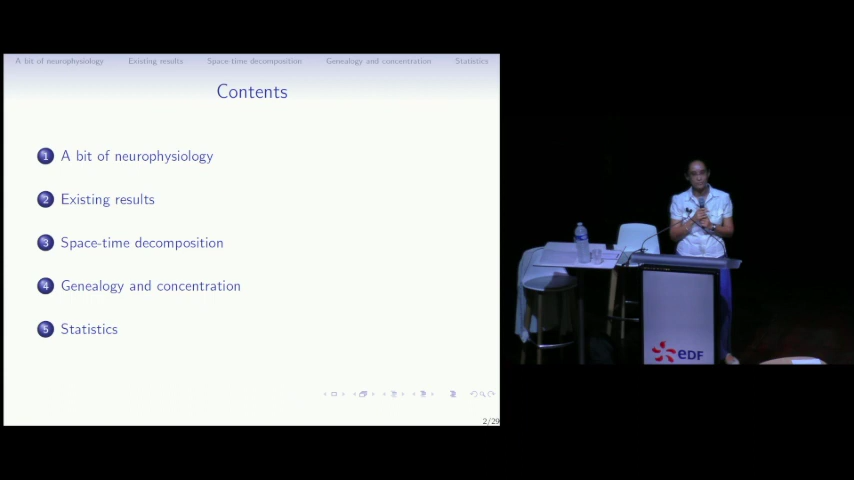 A bit of neurophysiology Existing results Space-time decomposition Genealogy and concentration Statistics
Contents
1 A bit of neurophysiology
2 Existing results
3 Space-time decomposition
4 Genealogy and concentration
5 Statistics
2/29
eDF